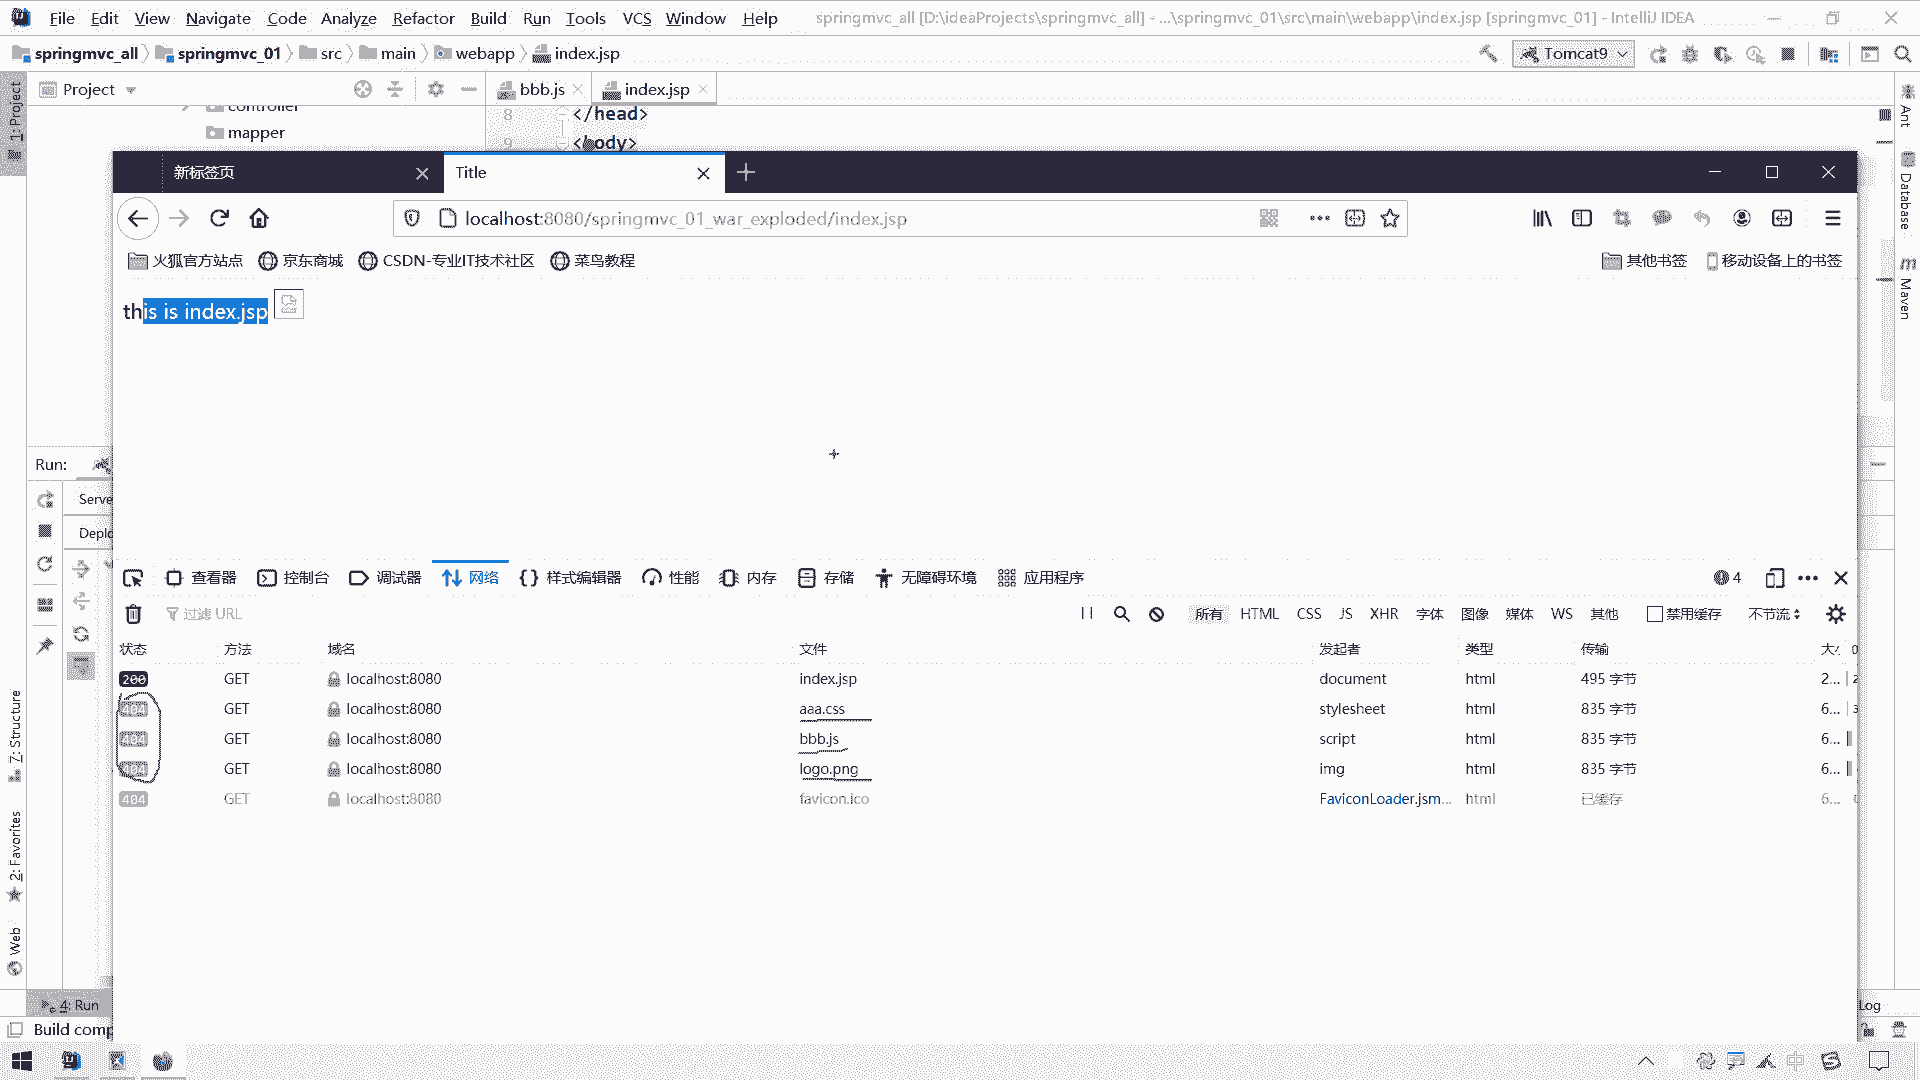 File Edit View Navigate Code Analyze Refactor Build Run Tools VCS Window Help springmvc_all [D:\ideaProjects\springmvc_all] - ...\springmvc_01\src\main\webapp\index.jsp [springmvc_01] - IntelliJ IDEA
springmvc_all springmvc_01 src main webapp index.jsp Tomcat9
1: Project Project bbb.js index.jsp Ant
controller 8 </head>
mapper 9 <body>
新标签页 Title
Database
localhost:8080/springmvc_01_war_exploded/index.jsp
火狐官方站点 京东商城 CSDN-专业IT技术社区 菜鸟教程 其他书签 移动设备上的书签
Maven
this is index.jsp
Run:
Serve
Deplo
查看器 控制台 调试器 网络 样式编辑器 性能 内存 存储 无障碍环境 应用程序 4
过滤 URL 所有 HTML CSS JS XHR 字体 图像 媒体 WS 其他 禁用缓存 不节流
状态 方法 域名 文件 发起者 类型 传输
200 GET localhost:8080 index.jsp document html 495 字节 2...
404 GET localhost:8080 aaa.css stylesheet html 835 字节 6...
404 GET localhost:8080 bbb.js script html 835 字节 6...
404 GET localhost:8080 logo.png img html 835 字节 6...
404 GET localhost:8080 favicon.ico FaviconLoader.jsm... html 已缓存 6...
7: Structure
2: Favorites
Web
4: Run Log
Build comp
中